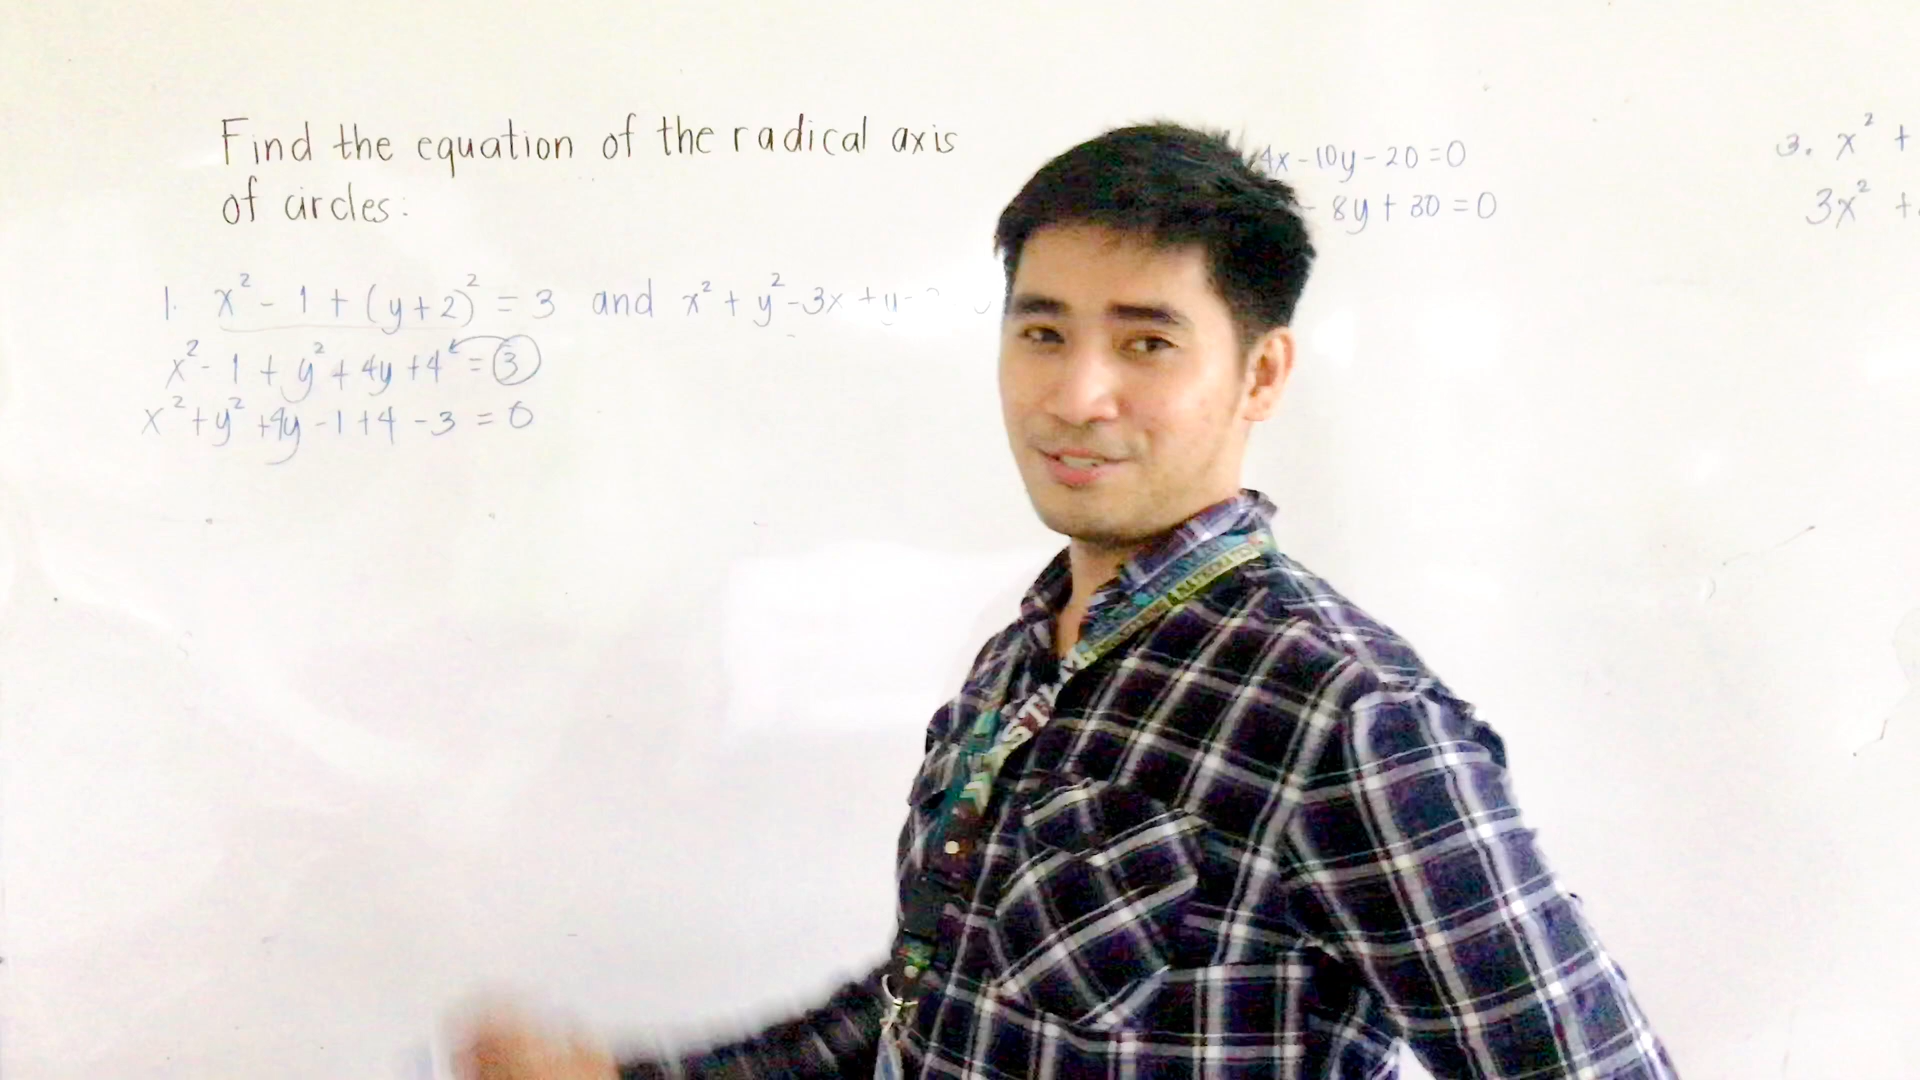 Find the equation of the radical axis
of circles:
1. x² - 1 + (y+2)² = 3 and x² + y² - 3x + y -
x² - 1 + y² + 4y + 4 = 3
x² + y² + 4y - 1 + 4 - 3 = 0
4x - 10y - 20 = 0
- 8y + 30 = 0
3. x² +
3x² +